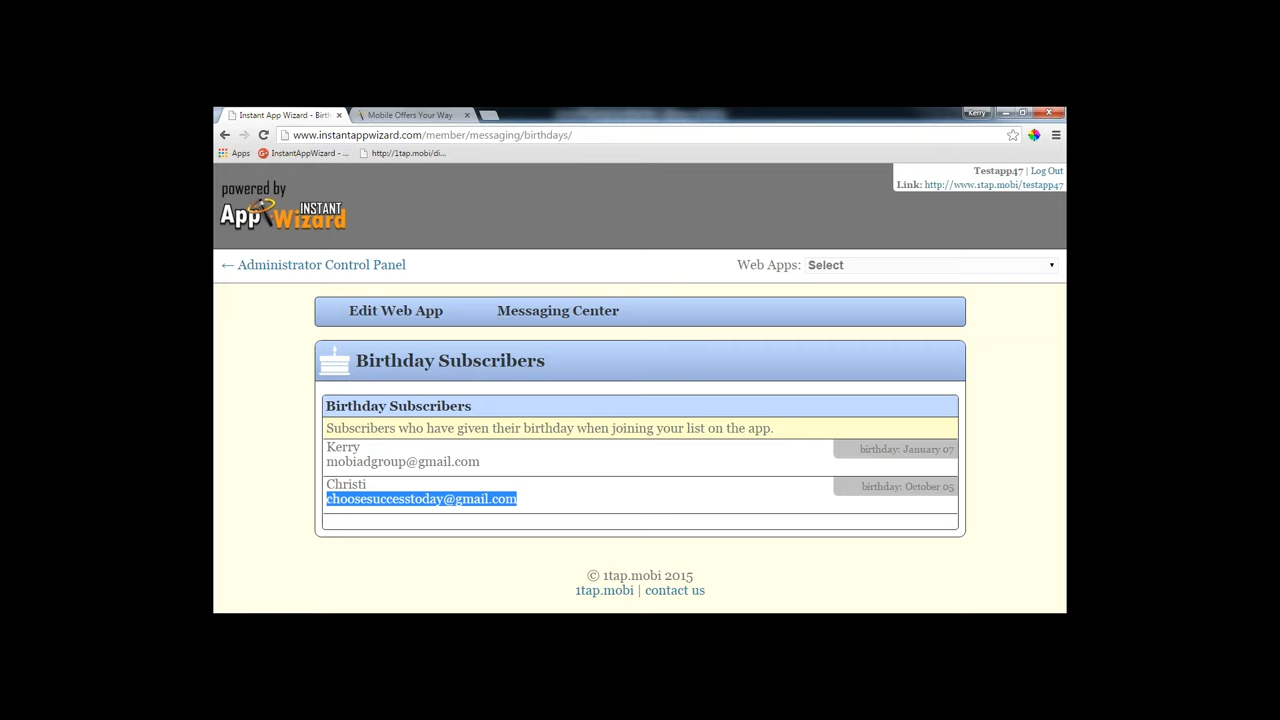 Instant App Wizard - Birth
Mobile Offers Your Way
Kerry
www.instantappwizard.com/member/messaging/birthdays/
Apps
InstantAppWizard - ...
http://1tap.mobi/di...
Testapp47 | Log Out
Link: http://www.1tap.mobi/testapp47
powered by
INSTANT
App Wizard
← Administrator Control Panel
Web Apps: Select
Edit Web App
Messaging Center
Birthday Subscribers
Birthday Subscribers
Subscribers who have given their birthday when joining your list on the app.
Kerry
birthday: January 07
mobiadgroup@gmail.com
Christi
birthday: October 05
choosesuccesstoday@gmail.com
© 1tap.mobi 2015
1tap.mobi | contact us